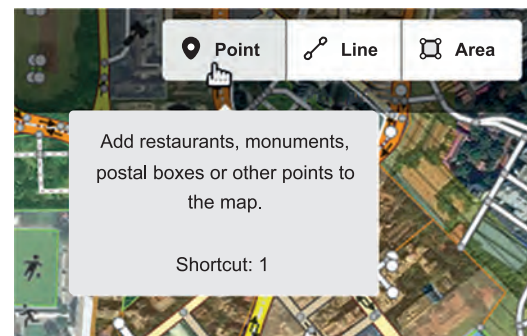 Point
Line
Area
Add restaurants, monuments,
postal boxes or other points to
the map.
Shortcut: 1